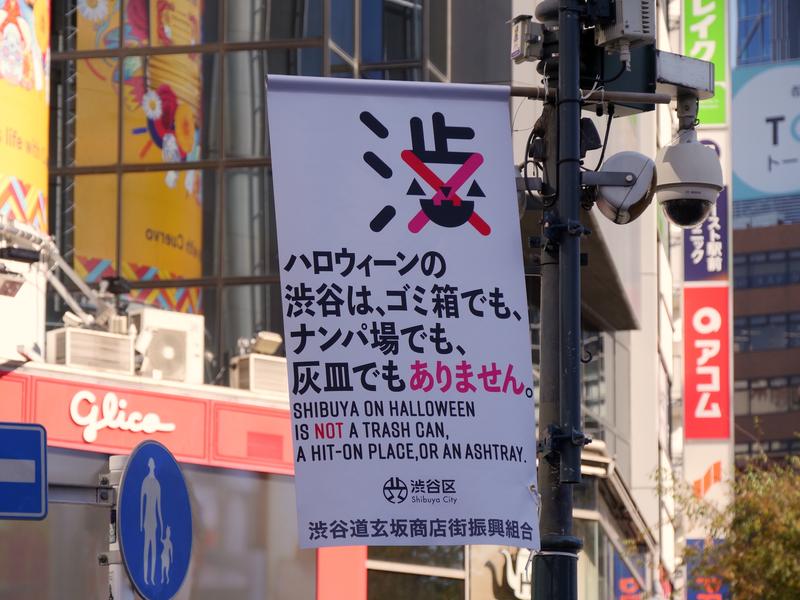 渋
ハロウィーンの
渋谷は、ゴミ箱でも、
ナンパ場でも、
灰皿でもありません。
SHIBUYA ON HALLOWEEN
IS NOT A TRASH CAN,
A HIT-ON PLACE, OR AN ASHTRAY.
渋谷区
Shibuya City
渋谷道玄坂商店街振興組合
Glico
アコム
レイク